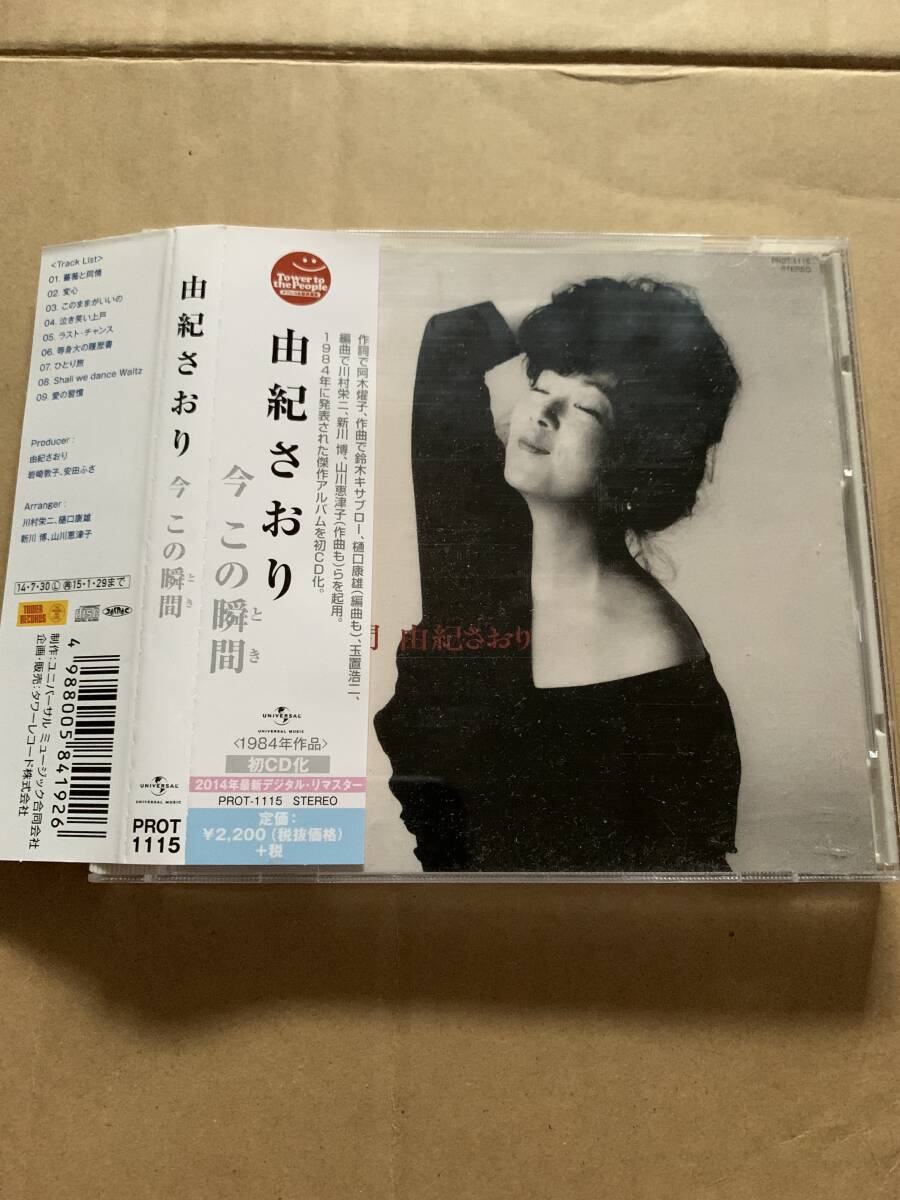 <Track List>
01. 薔薇と同情
02. 変心
03. このままがいいの
04. 泣き笑い上戸
05. ラスト・チャンス
06. 等身大の履歴書
07. ひとり旅
08. Shall we dance Waltz
09. 愛の習慣
Producer :
由紀さおり
岩崎敦子、安田ふさ
Arranger :
川村栄二、樋口康雄
新川 博、山川恵津子
14・7・30 Ⓛ 再 15・1・29まで
TOWER RECORDS
制作:ユニバーサル ミュージック合同会社
企画・販売:タワーレコード株式会社
4 988005 841926
由紀さおり 今 この瞬間
とき
UNIVERSAL
UNIVERSAL MUSIC
PROT
1115
Tower to
the People
由紀さおり
今 この瞬間
とき
作詞で阿木燿子、作曲で鈴木キサブロー、樋口康雄(編曲も)、玉置浩二、
編曲で川村栄二、新川 博、山川恵津子(作曲も)らを起用。
1984年に発表された傑作アルバムを初CD化。
UNIVERSAL
UNIVERSAL MUSIC
<1984年作品>
初CD化
2014年最新デジタル・リマスター
PROT-1115 STEREO
定価:
¥2,200(税抜価格)
+税
PROT-1115
STEREO
間 由紀さおり